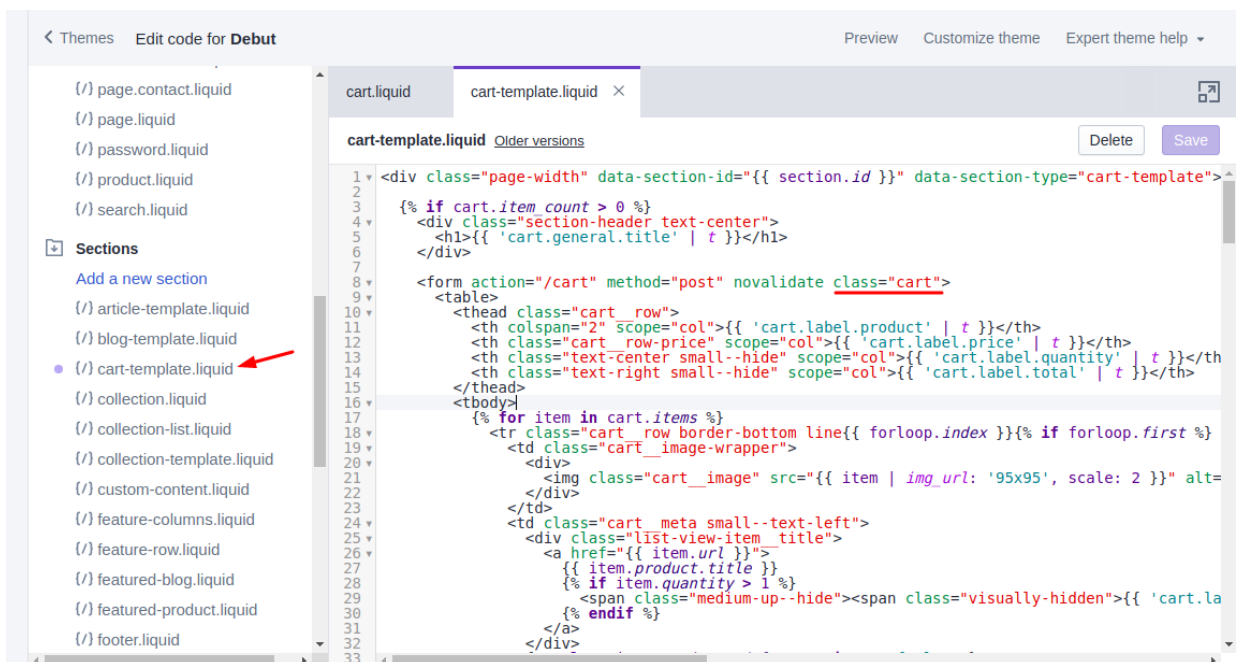 Themes Edit code for Debut Preview Customize theme Expert theme help
{/} page.contact.liquid
{/} page.liquid
{/} password.liquid
{/} product.liquid
{/} search.liquid
Sections
Add a new section
{/} article-template.liquid
{/} blog-template.liquid
{/} cart-template.liquid
{/} collection.liquid
{/} collection-list.liquid
{/} collection-template.liquid
{/} custom-content.liquid
{/} feature-columns.liquid
{/} feature-row.liquid
{/} featured-blog.liquid
{/} featured-product.liquid
{/} footer.liquid
cart.liquid cart-template.liquid ×
cart-template.liquid Older versions Delete Save
1 <div class="page-width" data-section-id="{{ section.id }}" data-section-type="cart-template">
2
3 {% if cart.item_count > 0 %}
4 <div class="section-header text-center">
5 <h1>{{ 'cart.general.title' | t }}</h1>
6 </div>
7
8 <form action="/cart" method="post" novalidate class="cart">
9 <table>
10 <thead class="cart__row">
11 <th colspan="2" scope="col">{{ 'cart.label.product' | t }}</th>
12 <th class="cart__row-price" scope="col">{{ 'cart.label.price' | t }}</th>
13 <th class="text-center small--hide" scope="col">{{ 'cart.label.quantity' | t }}</th
14 <th class="text-right small--hide" scope="col">{{ 'cart.label.total' | t }}</th>
15 </thead>
16 <tbody>
17 {% for item in cart.items %}
18 <tr class="cart__row border-bottom line{{ forloop.index }}{% if forloop.first %}
19 <td class="cart__image-wrapper">
20 <div>
21 <img class="cart__image" src="{{ item | img_url: '95x95', scale: 2 }}" alt=
22 </div>
23 </td>
24 <td class="cart__meta small--text-left">
25 <div class="list-view-item__title">
26 <a href="{{ item.url }}">
27 {{ item.product.title }}
28 {% if item.quantity > 1 %}
29 <span class="medium-up--hide"><span class="visually-hidden">{{ 'cart.la
30 {% endif %}
31 </a>
32 </div>
33